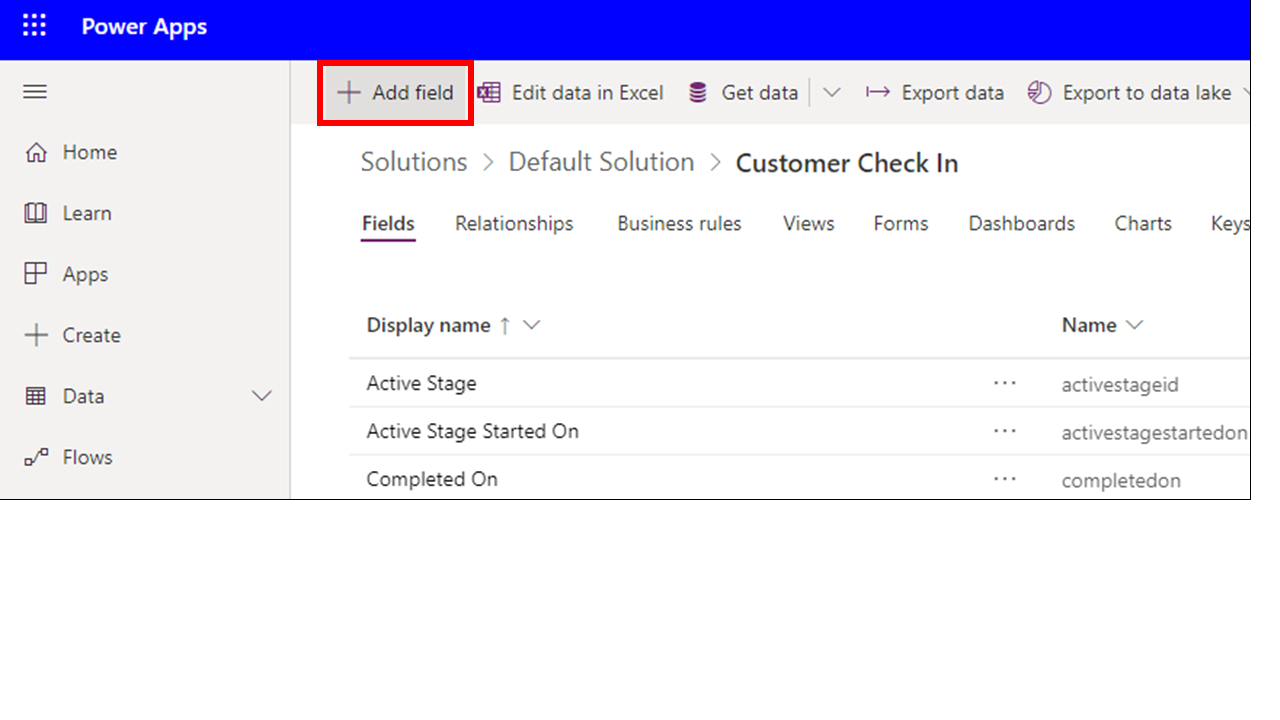 Power Apps
Add field Edit data in Excel Get data Export data Export to data lake
Home
Learn
Apps
Create
Data
Flows
Solutions > Default Solution > Customer Check In
Fields Relationships Business rules Views Forms Dashboards Charts Keys
Display name ↑ Name
Active Stage ··· activestageid
Active Stage Started On ··· activestagestartedon
Completed On ··· completedon